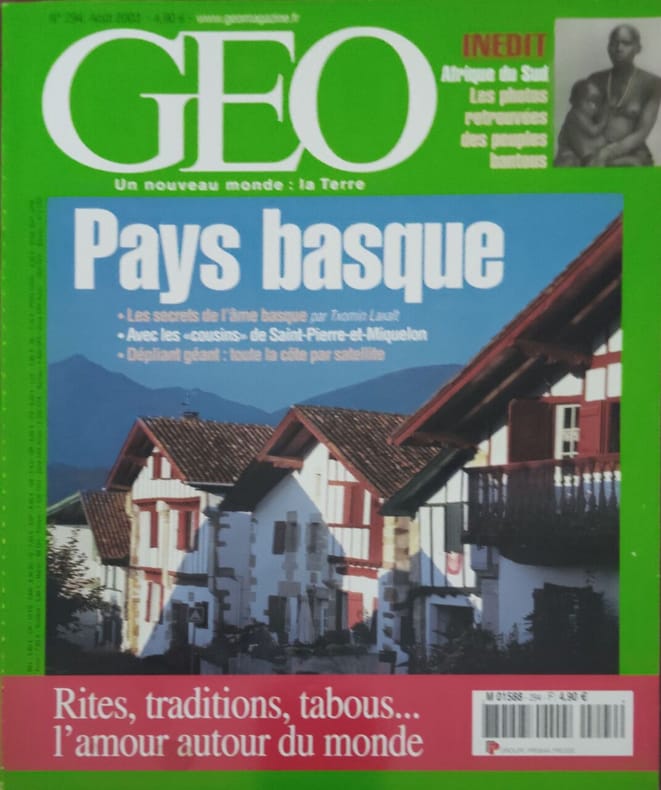 N° 294. Août 2003 - 4,90 € - www.geomagazine.fr
GEO
Un nouveau monde : la Terre
INEDIT
Afrique du Sud
Les photos
retrouvées
des peuples
bantous
Pays basque
• Les secrets de l'âme basque par Txomin Laxalt
• Avec les «cousins» de Saint-Pierre-et-Miquelon
• Dépliant géant : toute la côte par satellite
Rites, traditions, tabous...
l'amour autour du monde
M 01588 - 294 - F: 4,90 €
GROUPE PRISMA PRESSE